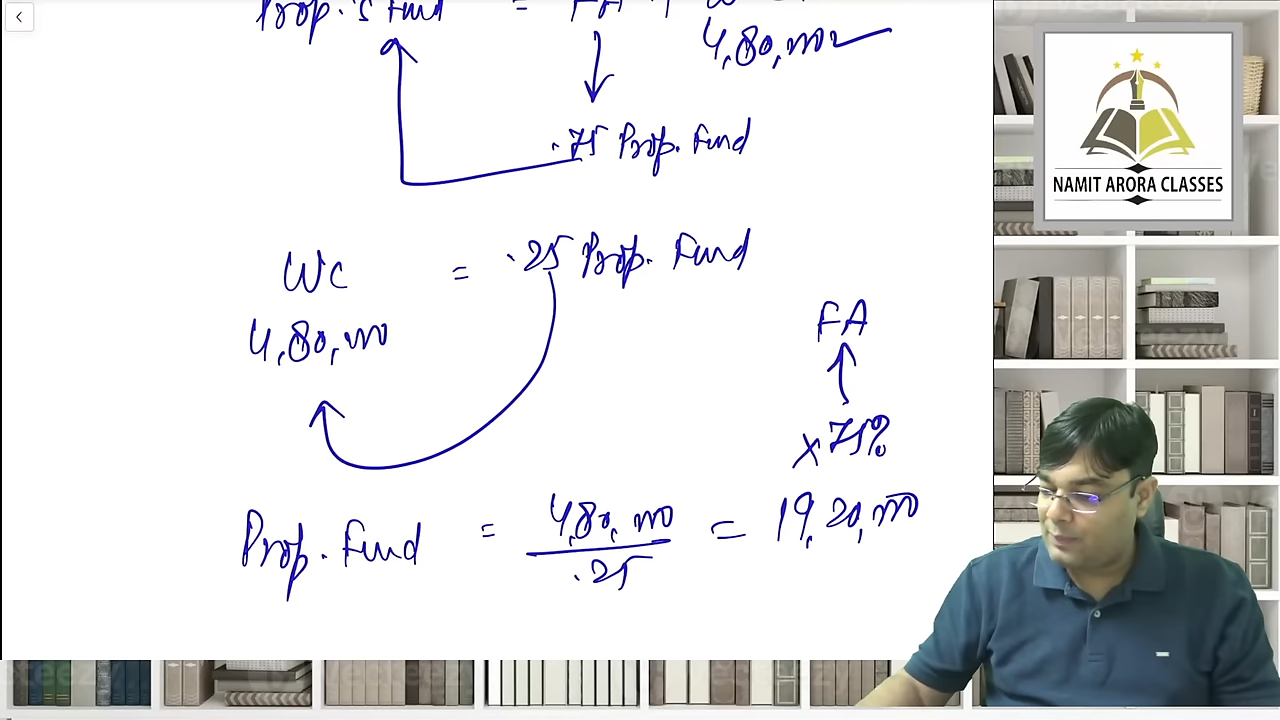 Prop.'s Fund = FA +
4,80,000
.75 Prop. Fund
WC = .25 Prop. Fund
4,80,000
FA
x 75%
Prop. Fund = 4,80,000 / .25 = 19,20,000
NAMIT ARORA CLASSES